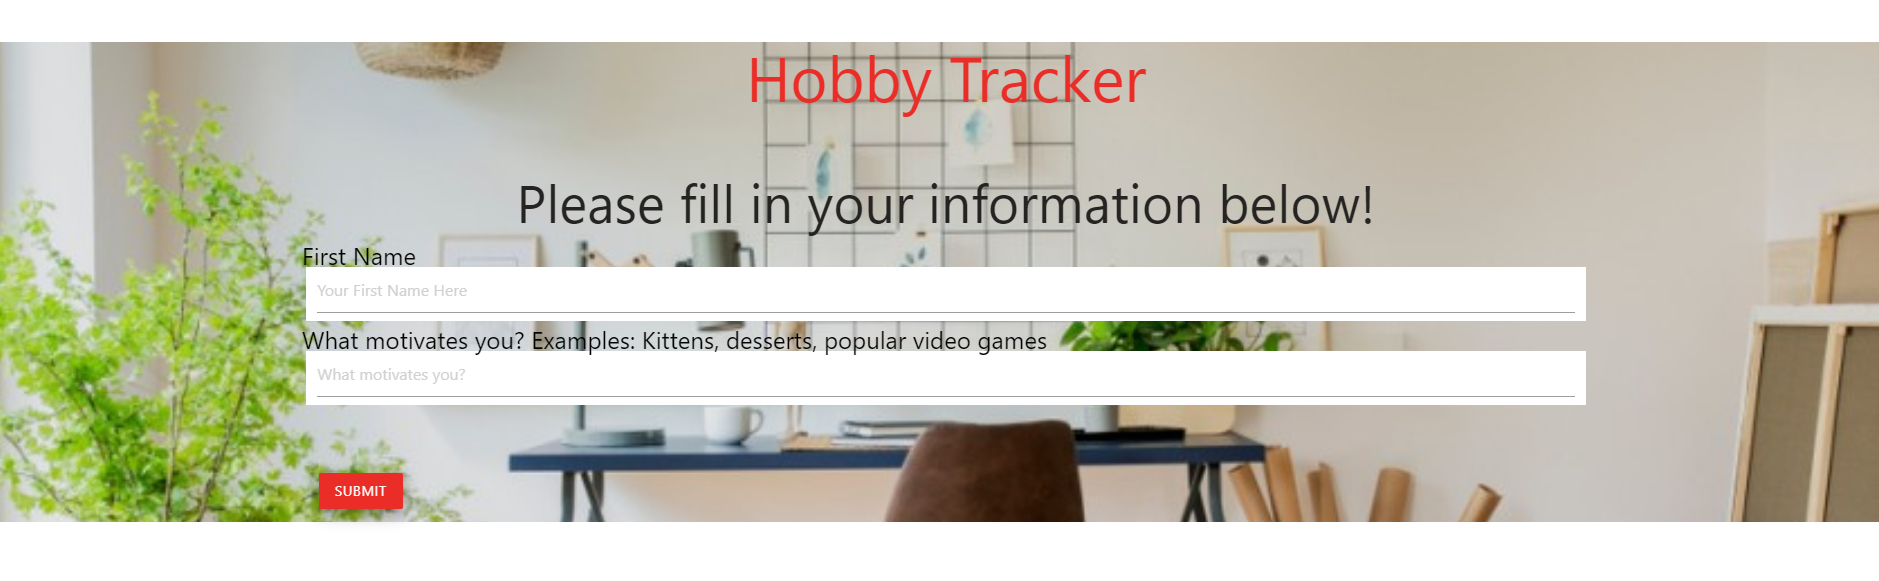 Hobby Tracker
Please fill in your information below!
First Name
Your First Name Here
What motivates you? Examples: Kittens, desserts, popular video games
What motivates you?
SUBMIT